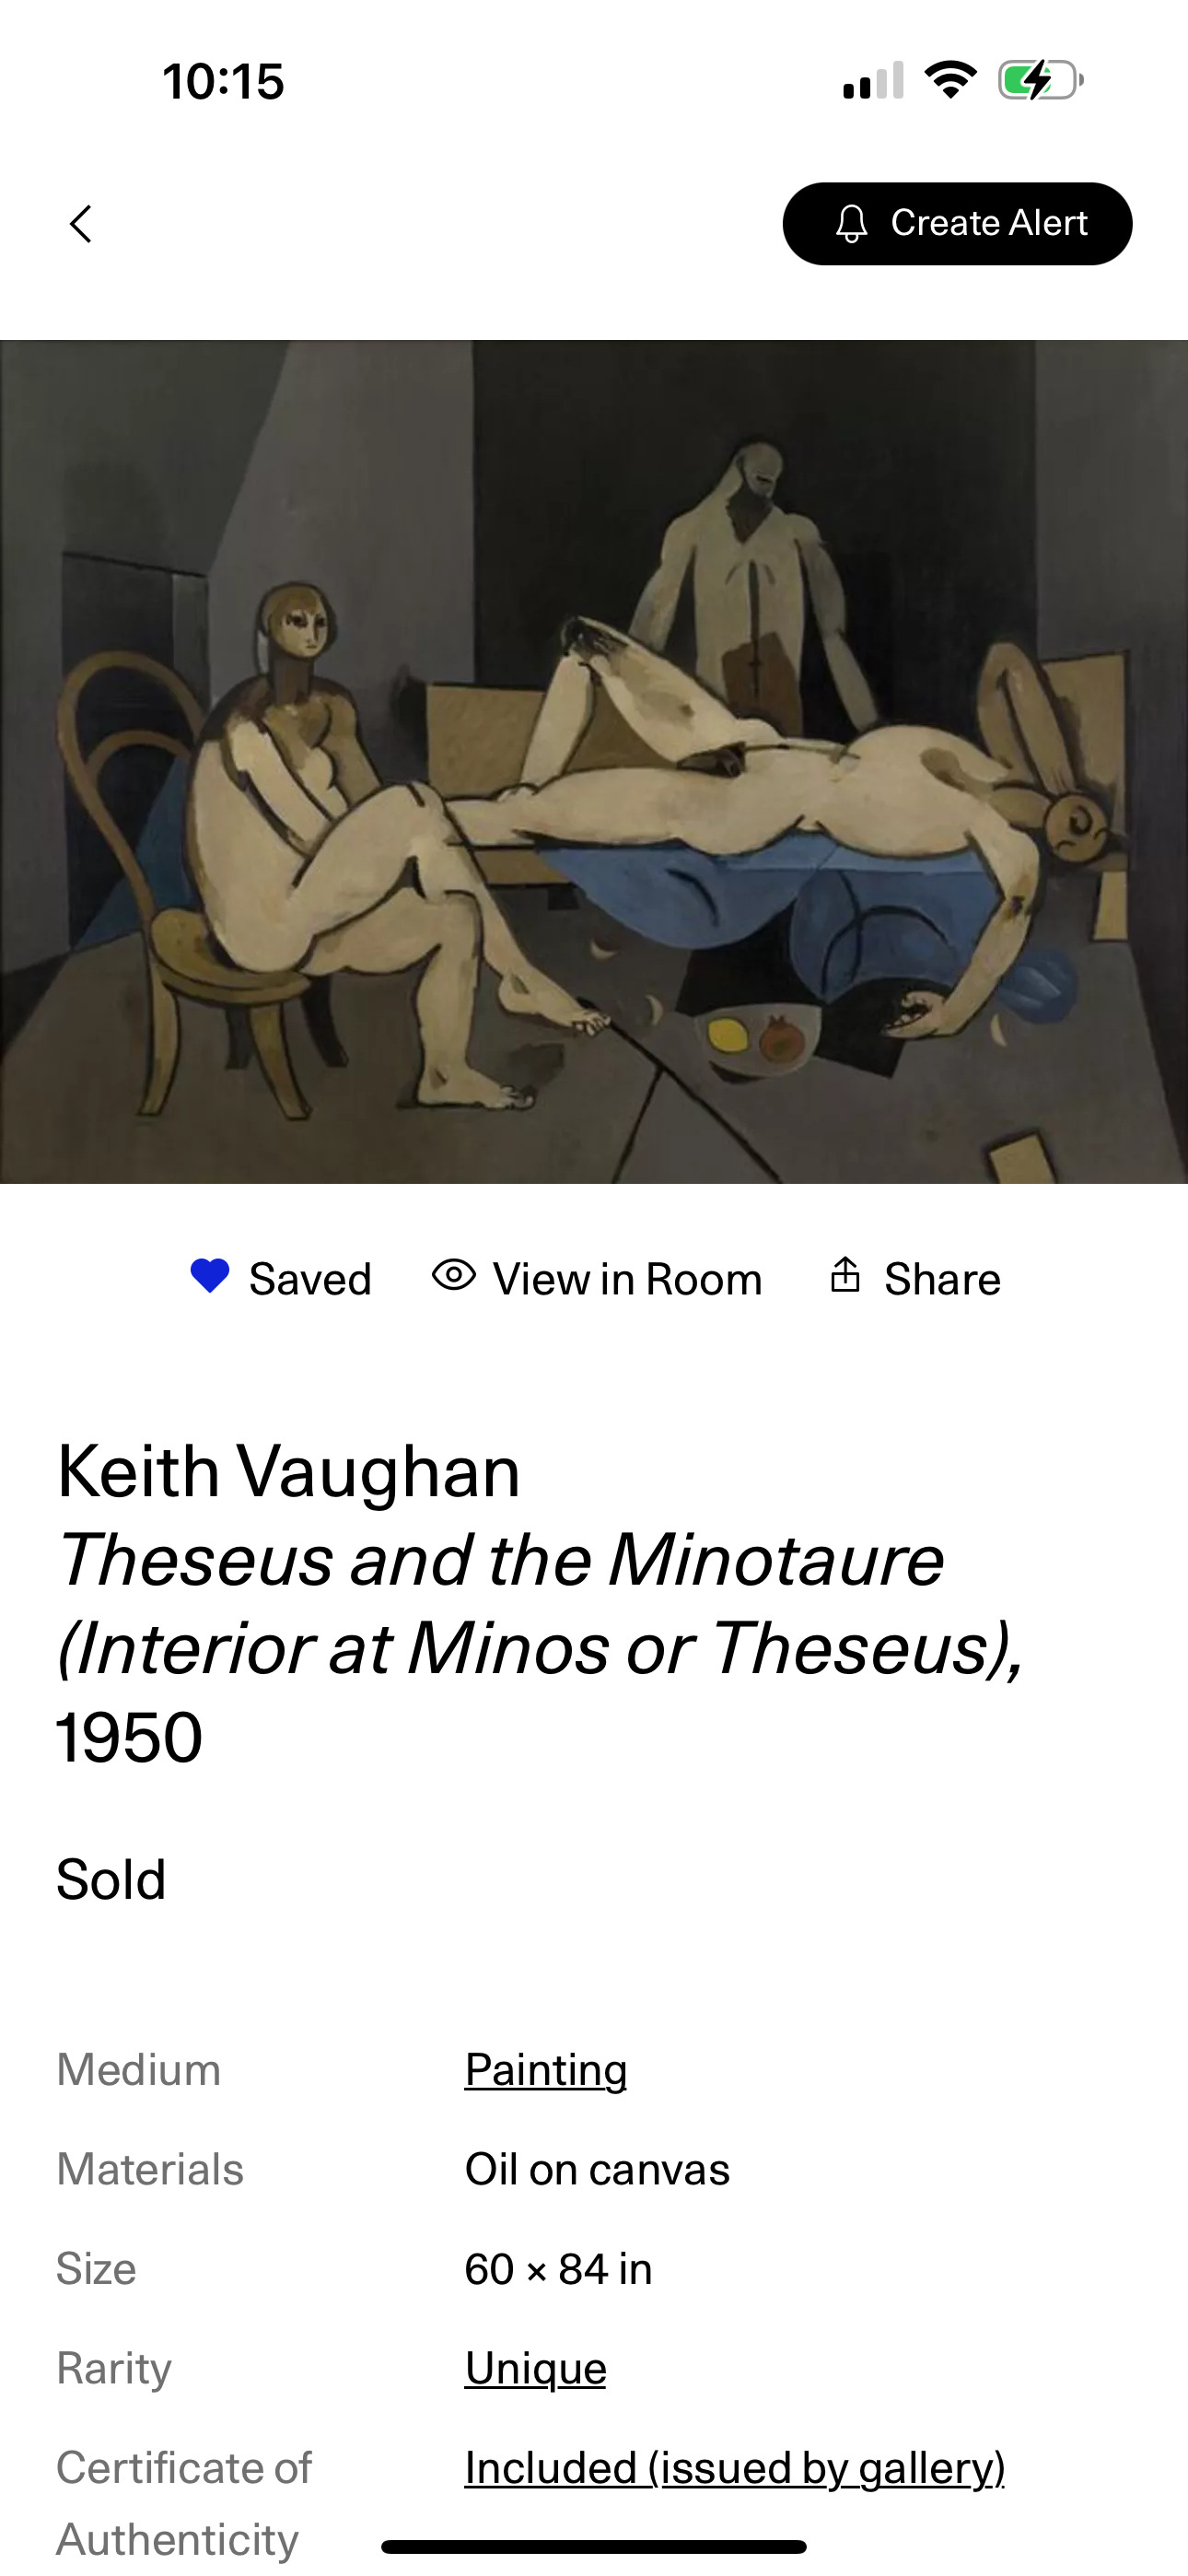 10:15
Create Alert
Saved
View in Room
Share
Keith Vaughan
Theseus and the Minotaure
(Interior at Minos or Theseus),
1950
Sold
Medium Painting
Materials Oil on canvas
Size 60 × 84 in
Rarity Unique
Certificate of Included (issued by gallery)
Authenticity